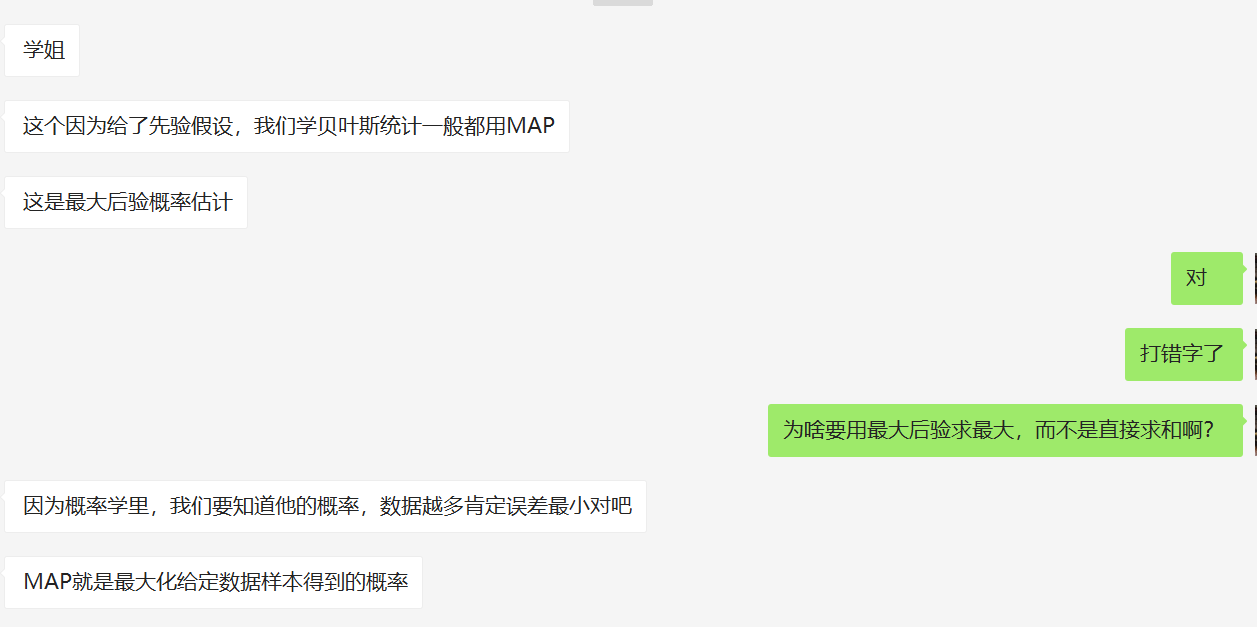 学姐
这个因为给了先验假设，我们学贝叶斯统计一般都用MAP
这是最大后验概率估计
对
打错字了
为啥要用最大后验求最大，而不是直接求和啊？
因为概率学里，我们要知道他的概率，数据越多肯定误差最小对吧
MAP就是最大化给定数据样本得到的概率